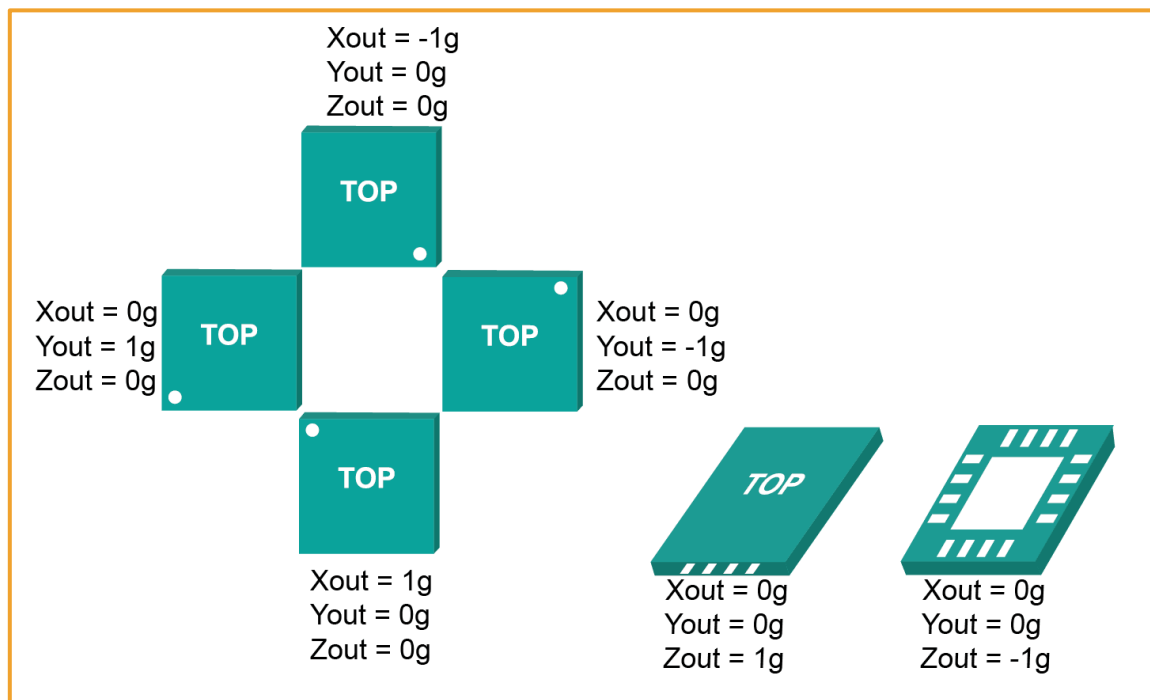 Xout = -1g
Yout = 0g
Zout = 0g
TOP
Xout = 0g
Yout = 1g
Zout = 0g
TOP
TOP
Xout = 0g
Yout = -1g
Zout = 0g
TOP
Xout = 1g
Yout = 0g
Zout = 0g
TOP
Xout = 0g
Yout = 0g
Zout = 1g
Xout = 0g
Yout = 0g
Zout = -1g